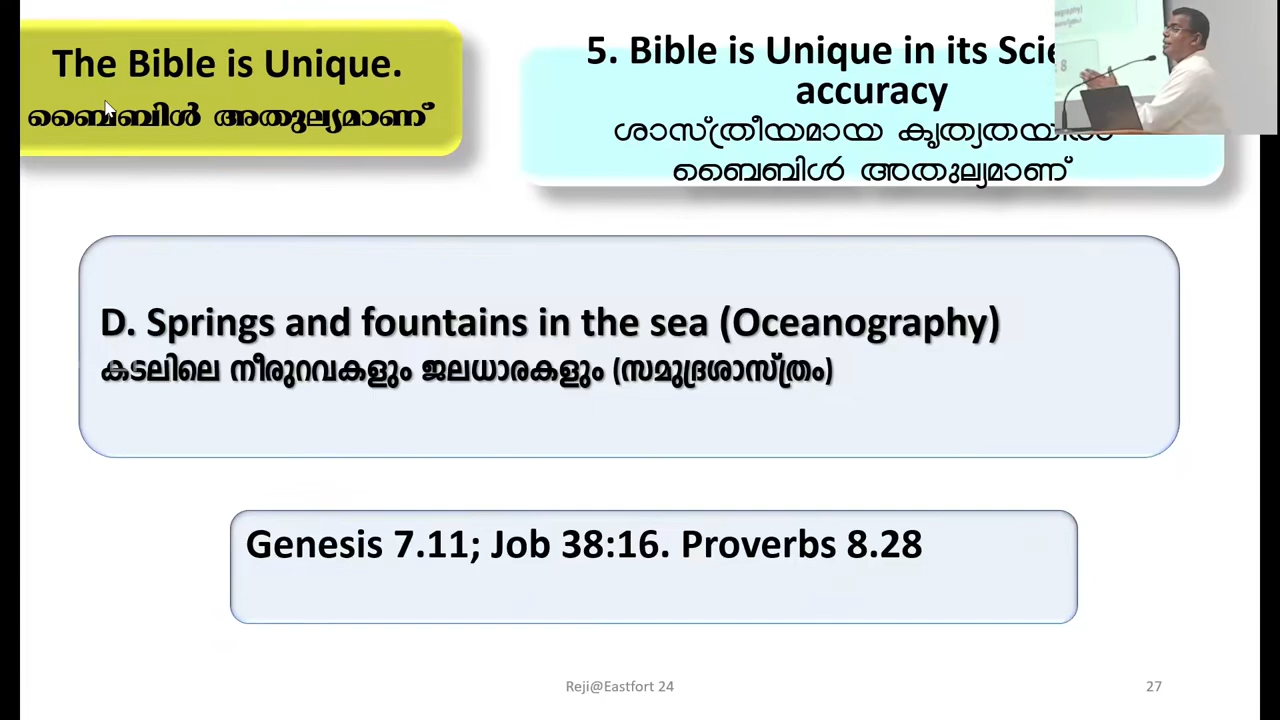 The Bible is Unique.
ബൈബിൾ അതുല്യമാണ്
5. Bible is Unique in its
accuracy
ശാസ്ത്രീയമായ കൃത്യതയിൽ
ബൈബിൾ അതുല്യമാണ്
D. Springs and fountains in the sea (Oceanography)
കടലിലെ നീരുറവകളും ജലധാരകളും (സമുദ്രശാസ്ത്രം)
Genesis 7.11; Job 38:16. Proverbs 8.28
Reji@Eastfort 24
27